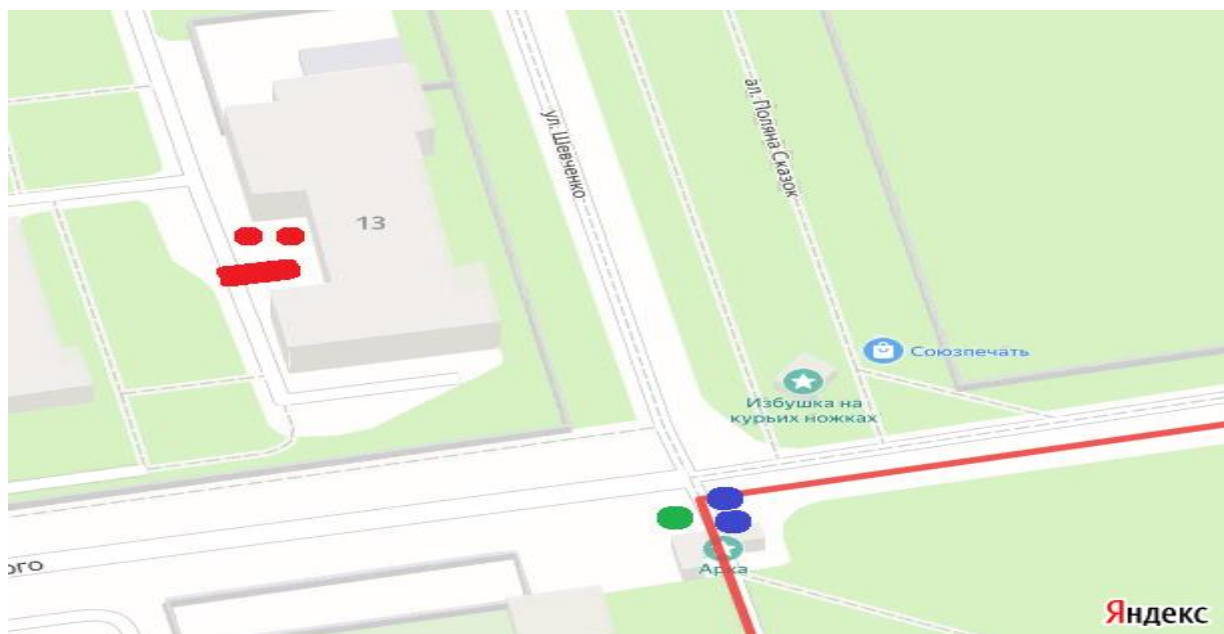 ул. Шевченко
ал. Поляна Сказок
13
Союзпечать
Избушка на
курьих ножках
ого
Арка
Яндекс